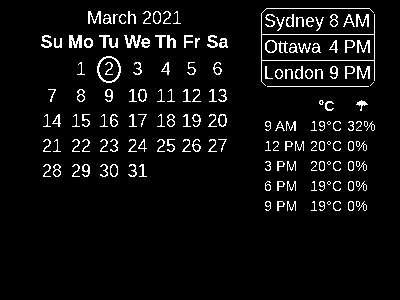 March 2021
Su Mo Tu We Th Fr Sa
1 2 3 4 5 6
7 8 9 10 11 12 13
14 15 16 17 18 19 20
21 22 23 24 25 26 27
28 29 30 31
Sydney 8 AM
Ottawa 4 PM
London 9 PM
°C ☂
9 AM 19°C 32%
12 PM 20°C 0%
3 PM 20°C 0%
6 PM 19°C 0%
9 PM 19°C 0%